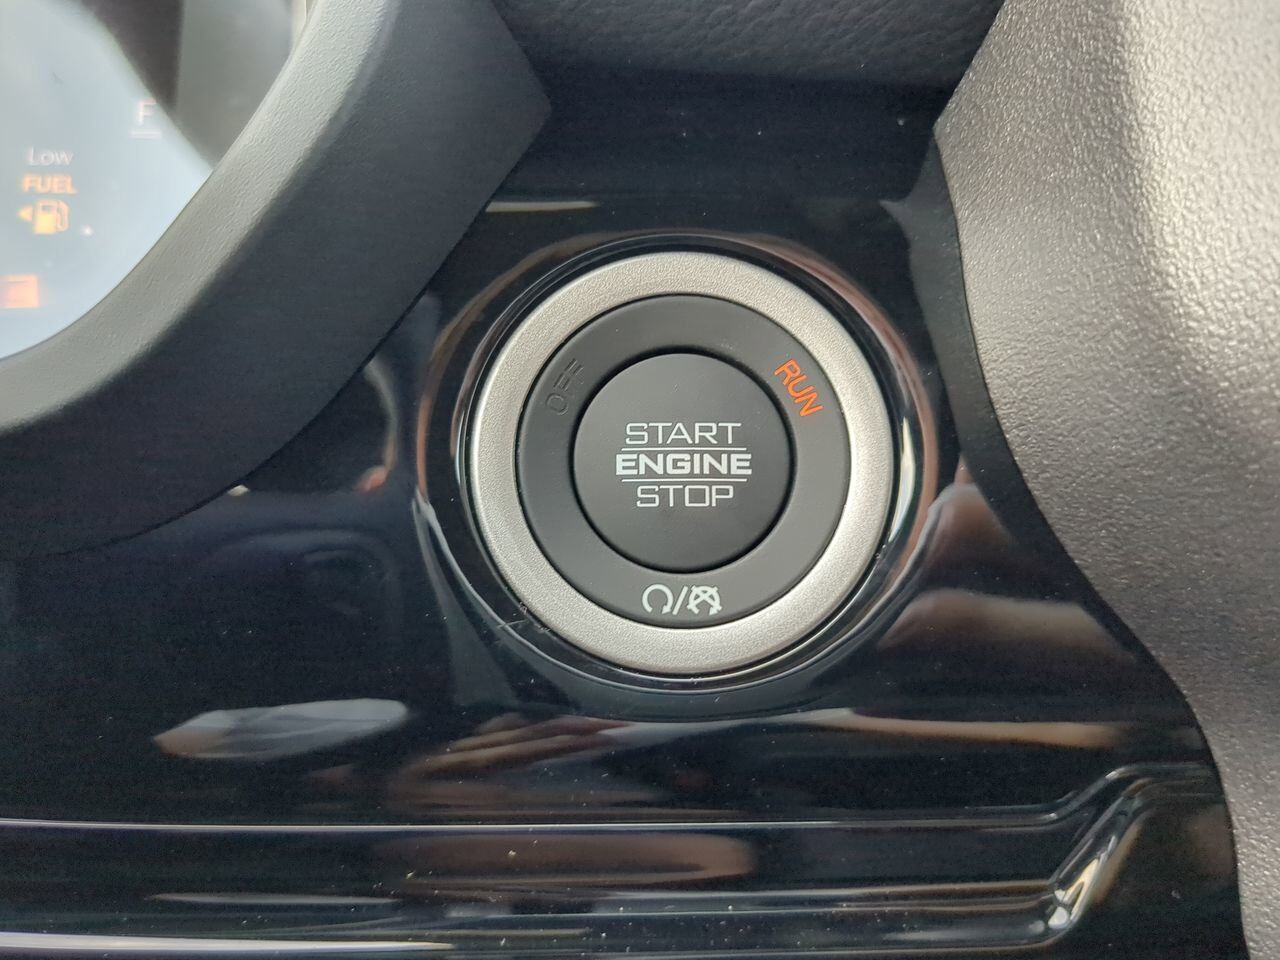 F
Low
FUEL
OFF
RUN
START
ENGINE
STOP